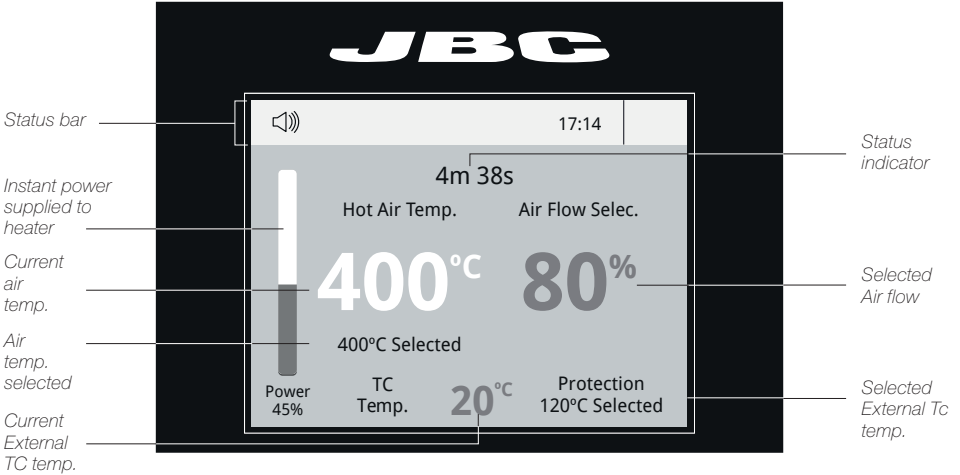 JBC
Status bar
17:14
Status
indicator
4m 38s
Instant power
supplied to
heater
Hot Air Temp.
Air Flow Selec.
Current
air
temp.
400ºC
80%
Selected
Air flow
Air
temp.
selected
400ºC Selected
Power
45%
TC
Temp.
20ºC
Protection
120ºC Selected
Selected
External Tc
temp.
Current
External
TC temp.